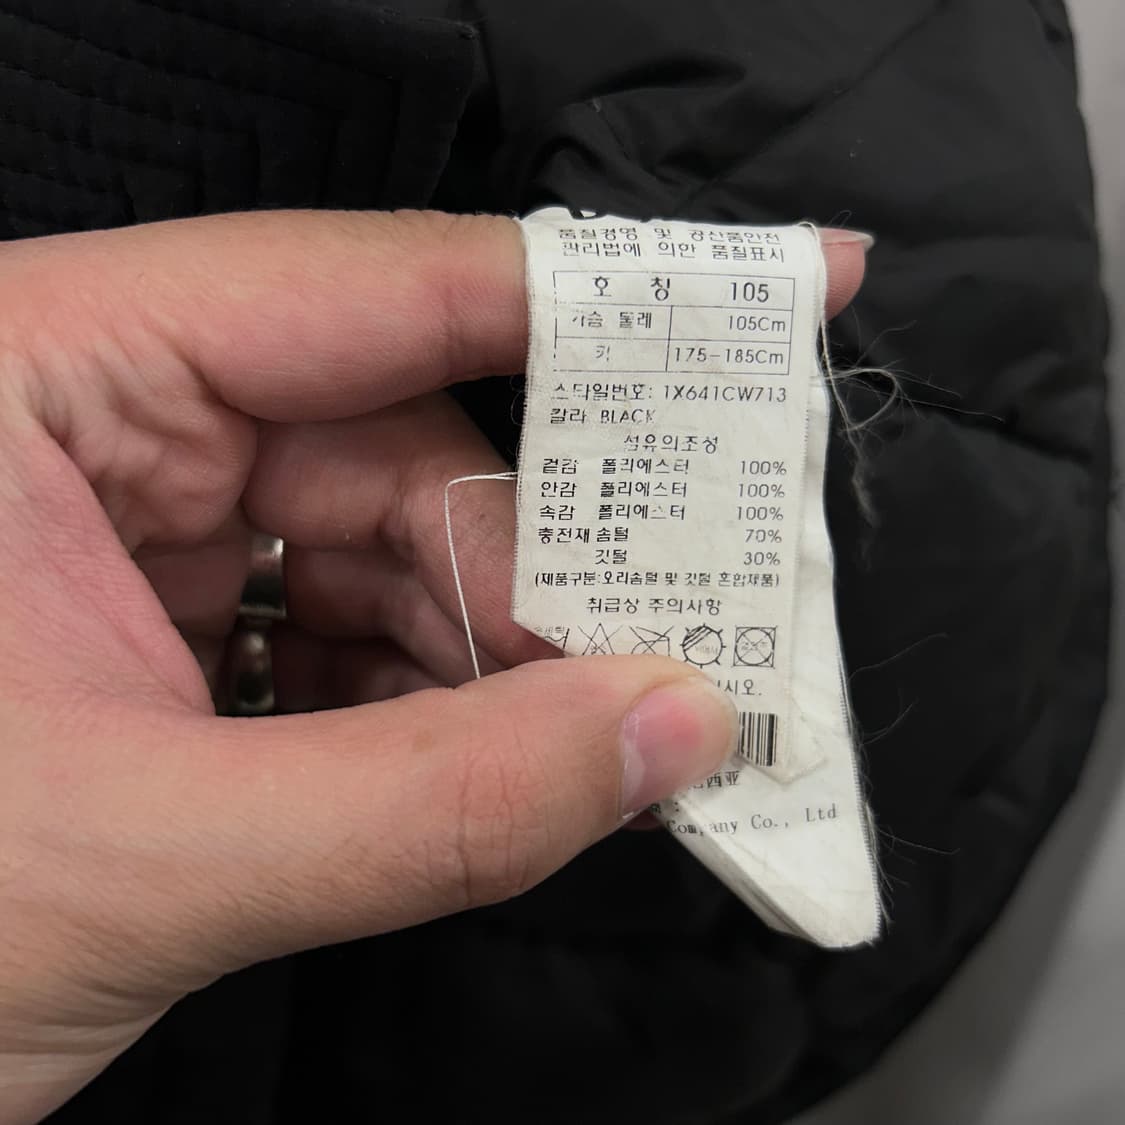 품질경영 및 공산품안전
관리법에 의한 품질표시
호 칭 105
가슴 둘레 105Cm
키 175-185Cm
스타일번호: 1X641CW713
칼라 BLACK
섬유의조성
겉감 폴리에스터 100%
안감 폴리에스터 100%
속감 폴리에스터 100%
충전재 솜털 70%
깃털 30%
(제품구분:오리솜털 및 깃털 혼합제품)
취급상 주의사항
시오.
西亚
Company Co., Ltd